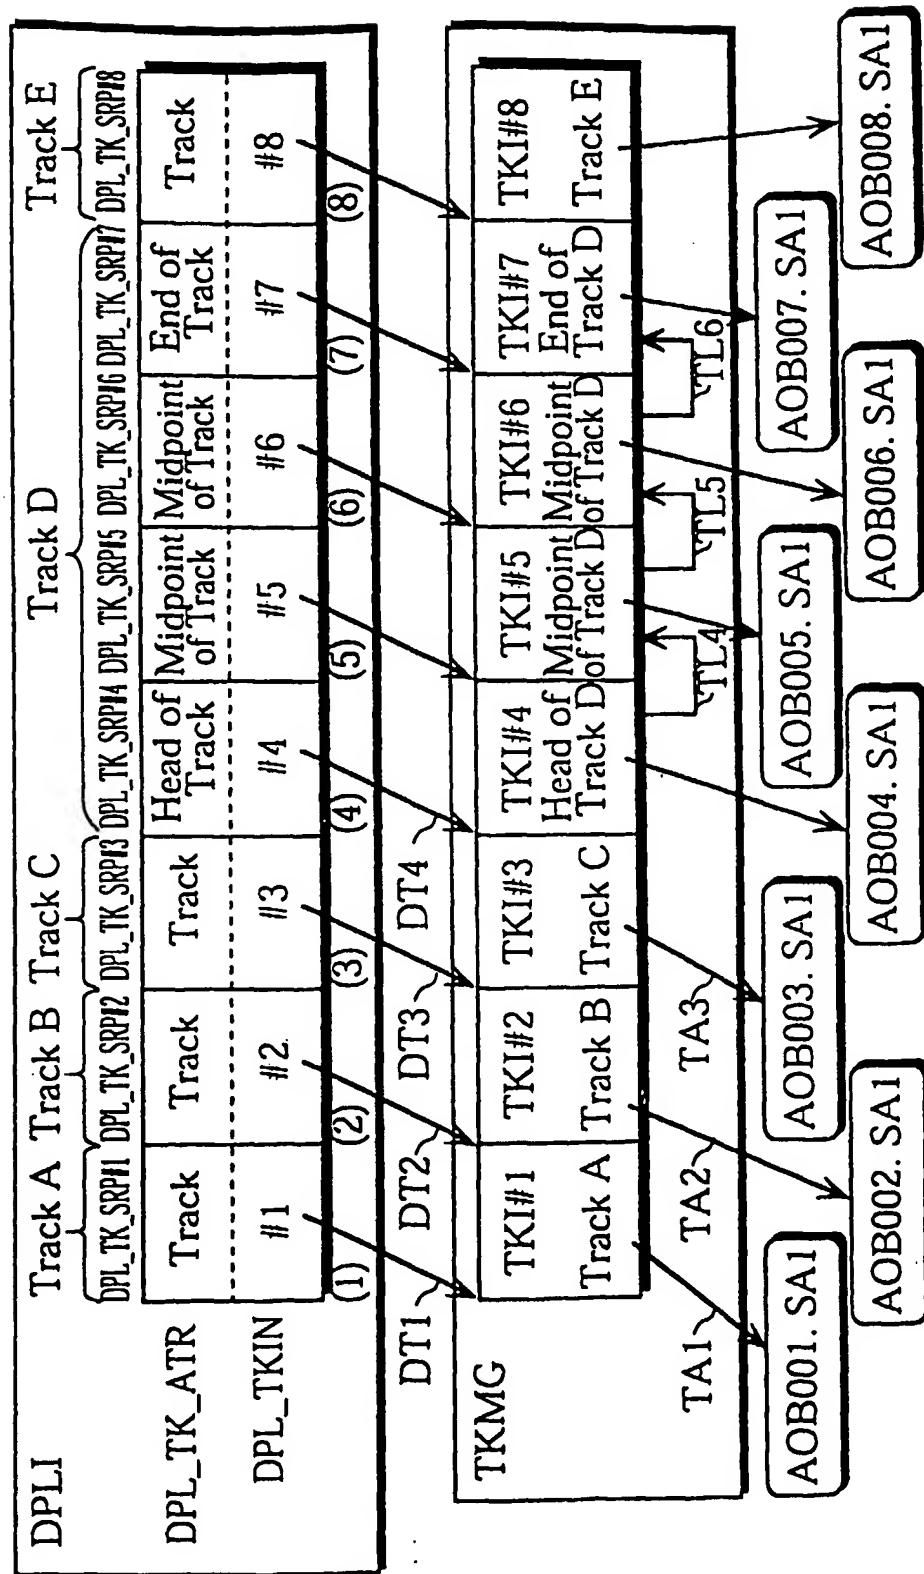 DPLI
Track A
Track B
Track C
Track D
Track E
DPL_TK_SRP#1
DPL_TK_SRP#2
DPL_TK_SRP#3
DPL_TK_SRP#4
DPL_TK_SRP#5
DPL_TK_SRP#6
DPL_TK_SRP#7
DPL_TK_SRP#8
DPL_TK_ATR
Track
Track
Track
Head of
Track
Midpoint
of Track
Midpoint
of Track
End of
Track
Track
DPL_TKIN
#1
#2
#3
#4
#5
#6
#7
#8
(1)
(2)
(3)
(4)
(5)
(6)
(7)
(8)
DT1
DT2
DT3
DT4
TKMG
TKI#1
Track A
TKI#2
Track B
TKI#3
Track C
TKI#4
Head of
Track D
TKI#5
Midpoint
of Track D
TKI#6
Midpoint
of Track D
TKI#7
End of
Track D
TKI#8
Track E
TA1
TA2
TA3
TL4
TL5
TL6
AOB001. SA1
AOB002. SA1
AOB003. SA1
AOB004. SA1
AOB005. SA1
AOB006. SA1
AOB007. SA1
AOB008. SA1